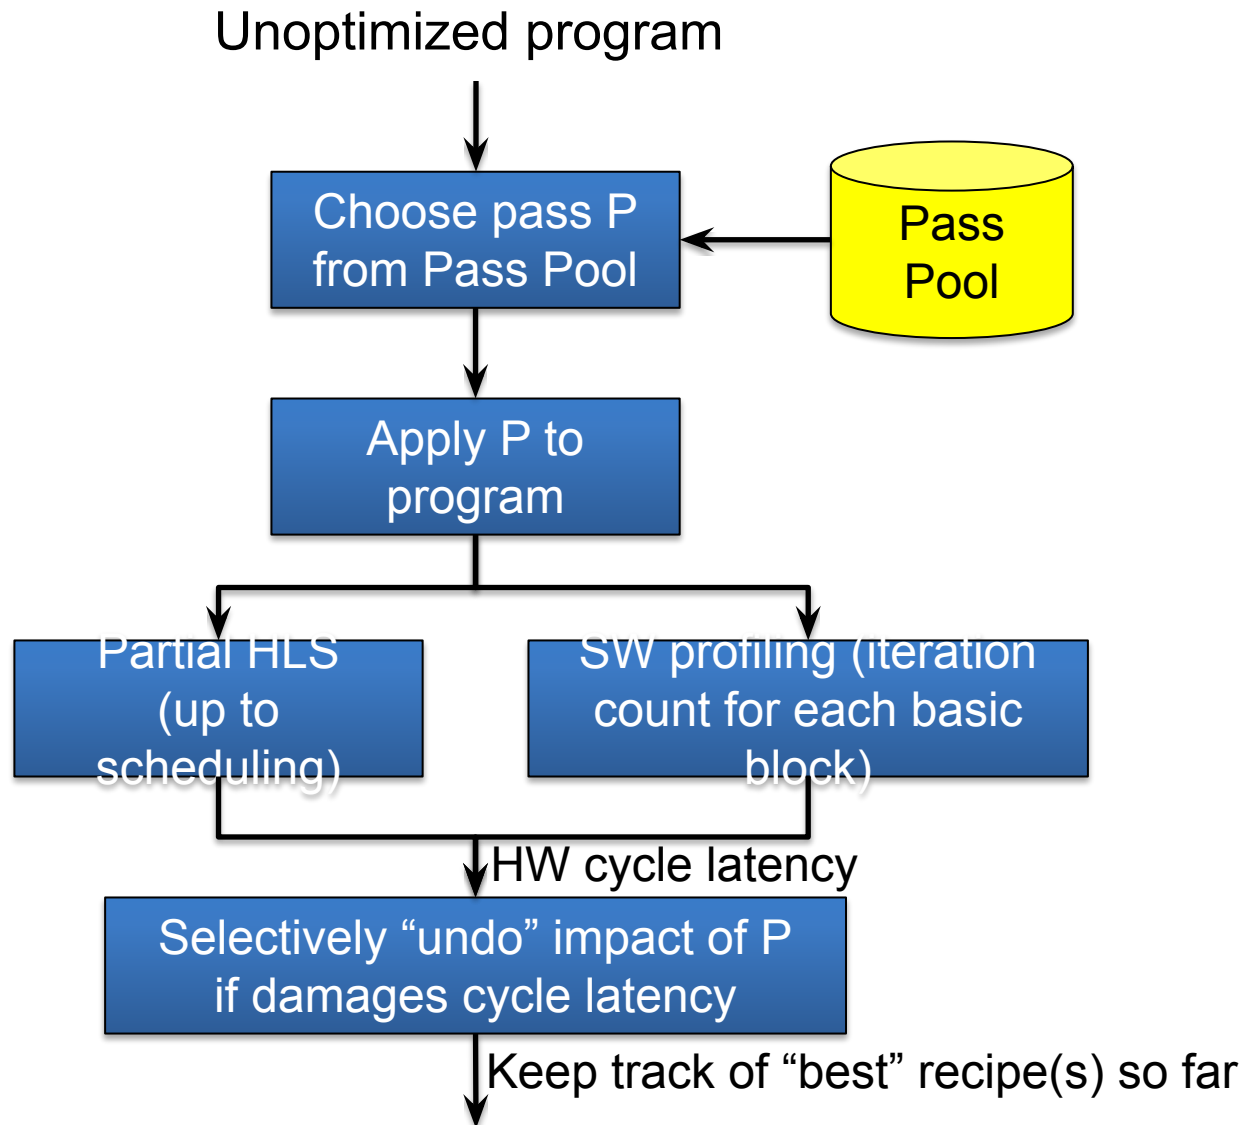 Unoptimized program
Choose pass P
from Pass Pool
Pass
Pool
Apply P to
program
Partial HLS
(up to
scheduling)
SW profiling (iteration
count for each basic
block)
HW cycle latency
Selectively “undo” impact of P
if damages cycle latency
Keep track of “best” recipe(s) so far